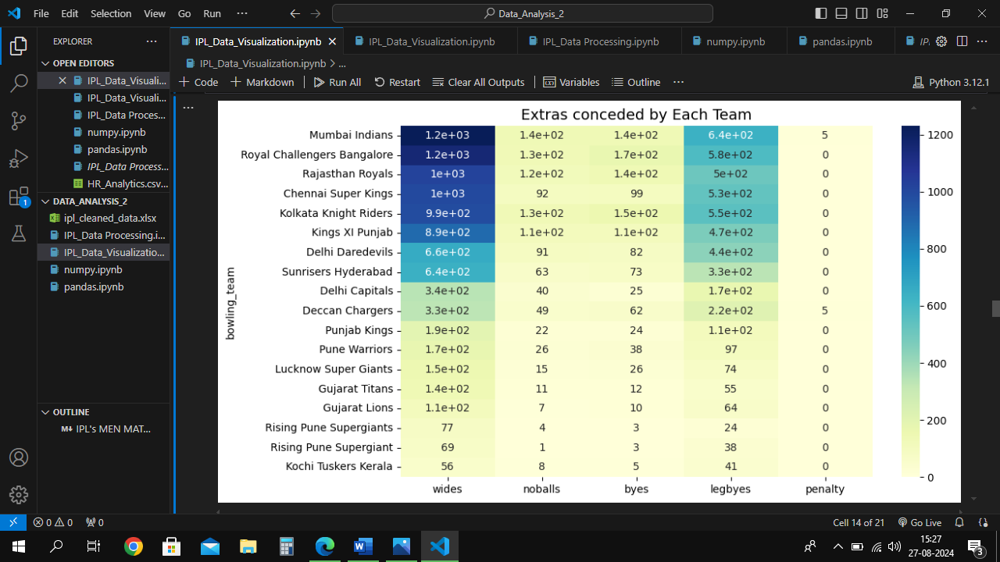 File Edit Selection View Go Run ··· Data_Analysis_2
EXPLORER ···
OPEN EDITORS
IPL_Data_Visuali...
IPL_Data_Visuali...
IPL_Data Proces...
numpy.ipynb
pandas.ipynb
IPL_Data Process...
HR_Analytics.csv...
DATA_ANALYSIS_2
ipl_cleaned_data.xlsx
IPL_Data Processing.i...
IPL_Data_Visualizatio...
numpy.ipynb
pandas.ipynb
OUTLINE
M↓ IPL's MEN MAT...
1
IPL_Data_Visualization.ipynb IPL_Data_Visualization.ipynb IPL_Data Processing.ipynb numpy.ipynb pandas.ipynb IPL ···
IPL_Data_Visualization.ipynb > ...
Code Markdown Run All Restart Clear All Outputs Variables Outline ··· Python 3.12.1
···
Extras conceded by Each Team
bowling_team
Mumbai Indians 1.2e+03 1.4e+02 1.4e+02 6.4e+02 5
Royal Challengers Bangalore 1.2e+03 1.3e+02 1.7e+02 5.8e+02 0
Rajasthan Royals 1e+03 1.2e+02 1.4e+02 5e+02 0
Chennai Super Kings 1e+03 92 99 5.3e+02 0
Kolkata Knight Riders 9.9e+02 1.3e+02 1.5e+02 5.5e+02 0
Kings XI Punjab 8.9e+02 1.1e+02 1.1e+02 4.7e+02 0
Delhi Daredevils 6.6e+02 91 82 4.4e+02 0
Sunrisers Hyderabad 6.4e+02 63 73 3.3e+02 0
Delhi Capitals 3.4e+02 40 25 1.7e+02 0
Deccan Chargers 3.3e+02 49 62 2.2e+02 5
Punjab Kings 1.9e+02 22 24 1.1e+02 0
Pune Warriors 1.7e+02 26 38 97 0
Lucknow Super Giants 1.5e+02 15 26 74 0
Gujarat Titans 1.4e+02 11 12 55 0
Gujarat Lions 1.1e+02 7 10 64 0
Rising Pune Supergiants 77 4 3 24 0
Rising Pune Supergiant 69 1 3 38 0
Kochi Tuskers Kerala 56 8 5 41 0
wides noballs byes legbyes penalty
1200
1000
800
600
400
200
0
0 0 0 Cell 14 of 21 Go Live
15:27
27-08-2024
3